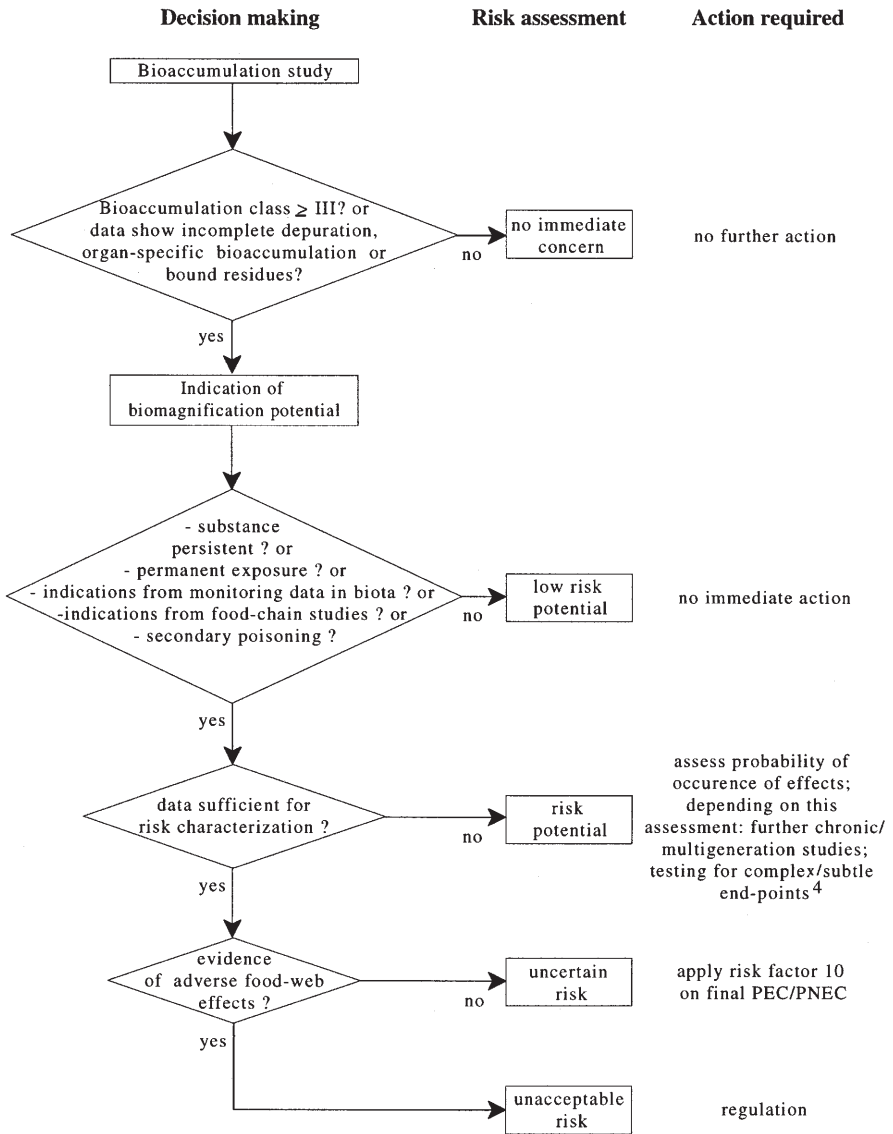 Decision making
Risk assessment
Action required
Bioaccumulation study
Bioaccumulation class ≥ III? or
data show incomplete depuration,
organ-specific bioaccumulation or
bound residues?
no
no immediate
concern
no further action
yes
Indication of
biomagnification potential
- substance
persistent ? or
- permanent exposure ? or
- indications from monitoring data in biota ? or
-indications from food-chain studies ? or
- secondary poisoning ?
no
low risk
potential
no immediate action
yes
data sufficient for
risk characterization ?
no
risk
potential
assess probability of
occurence of effects;
depending on this
assessment: further chronic/
multigeneration studies;
testing for complex/subtle
end-points 4
yes
evidence
of adverse food-web
effects ?
no
uncertain
risk
apply risk factor 10
on final PEC/PNEC
yes
unacceptable
risk
regulation